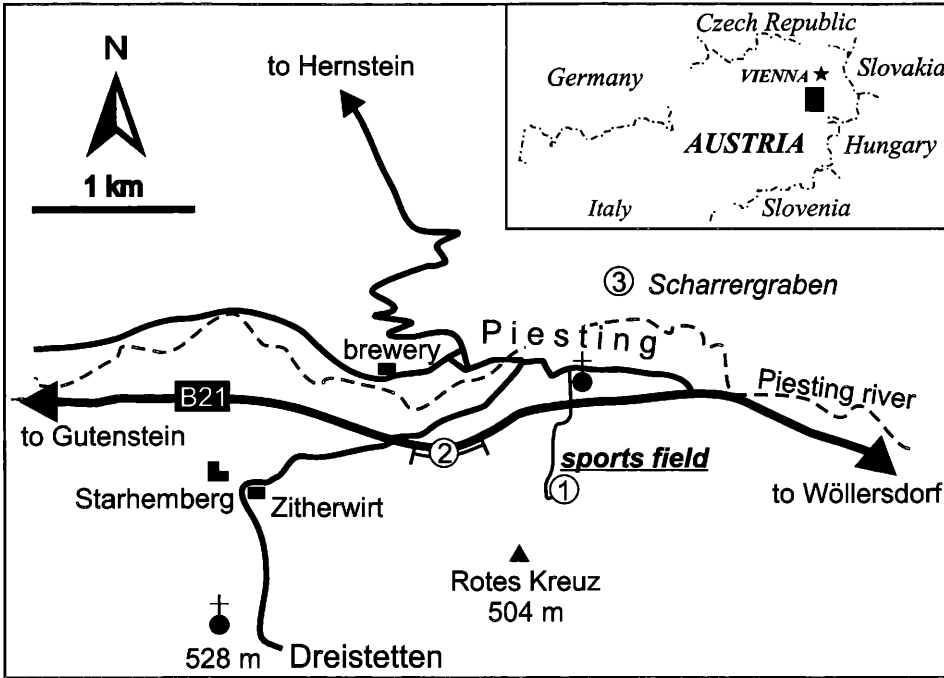 N
1 km
to Hernstein
Czech Republic
Germany
VIENNA
Slovakia
AUSTRIA
Hungary
Italy
Slovenia
3 Scharrergraben
Piesting
brewery
B21
Piesting river
to Gutenstein
2
sports field
1
to Wöllersdorf
Starhemberg
Zitherwirt
Rotes Kreuz
504 m
528 m
Dreistetten